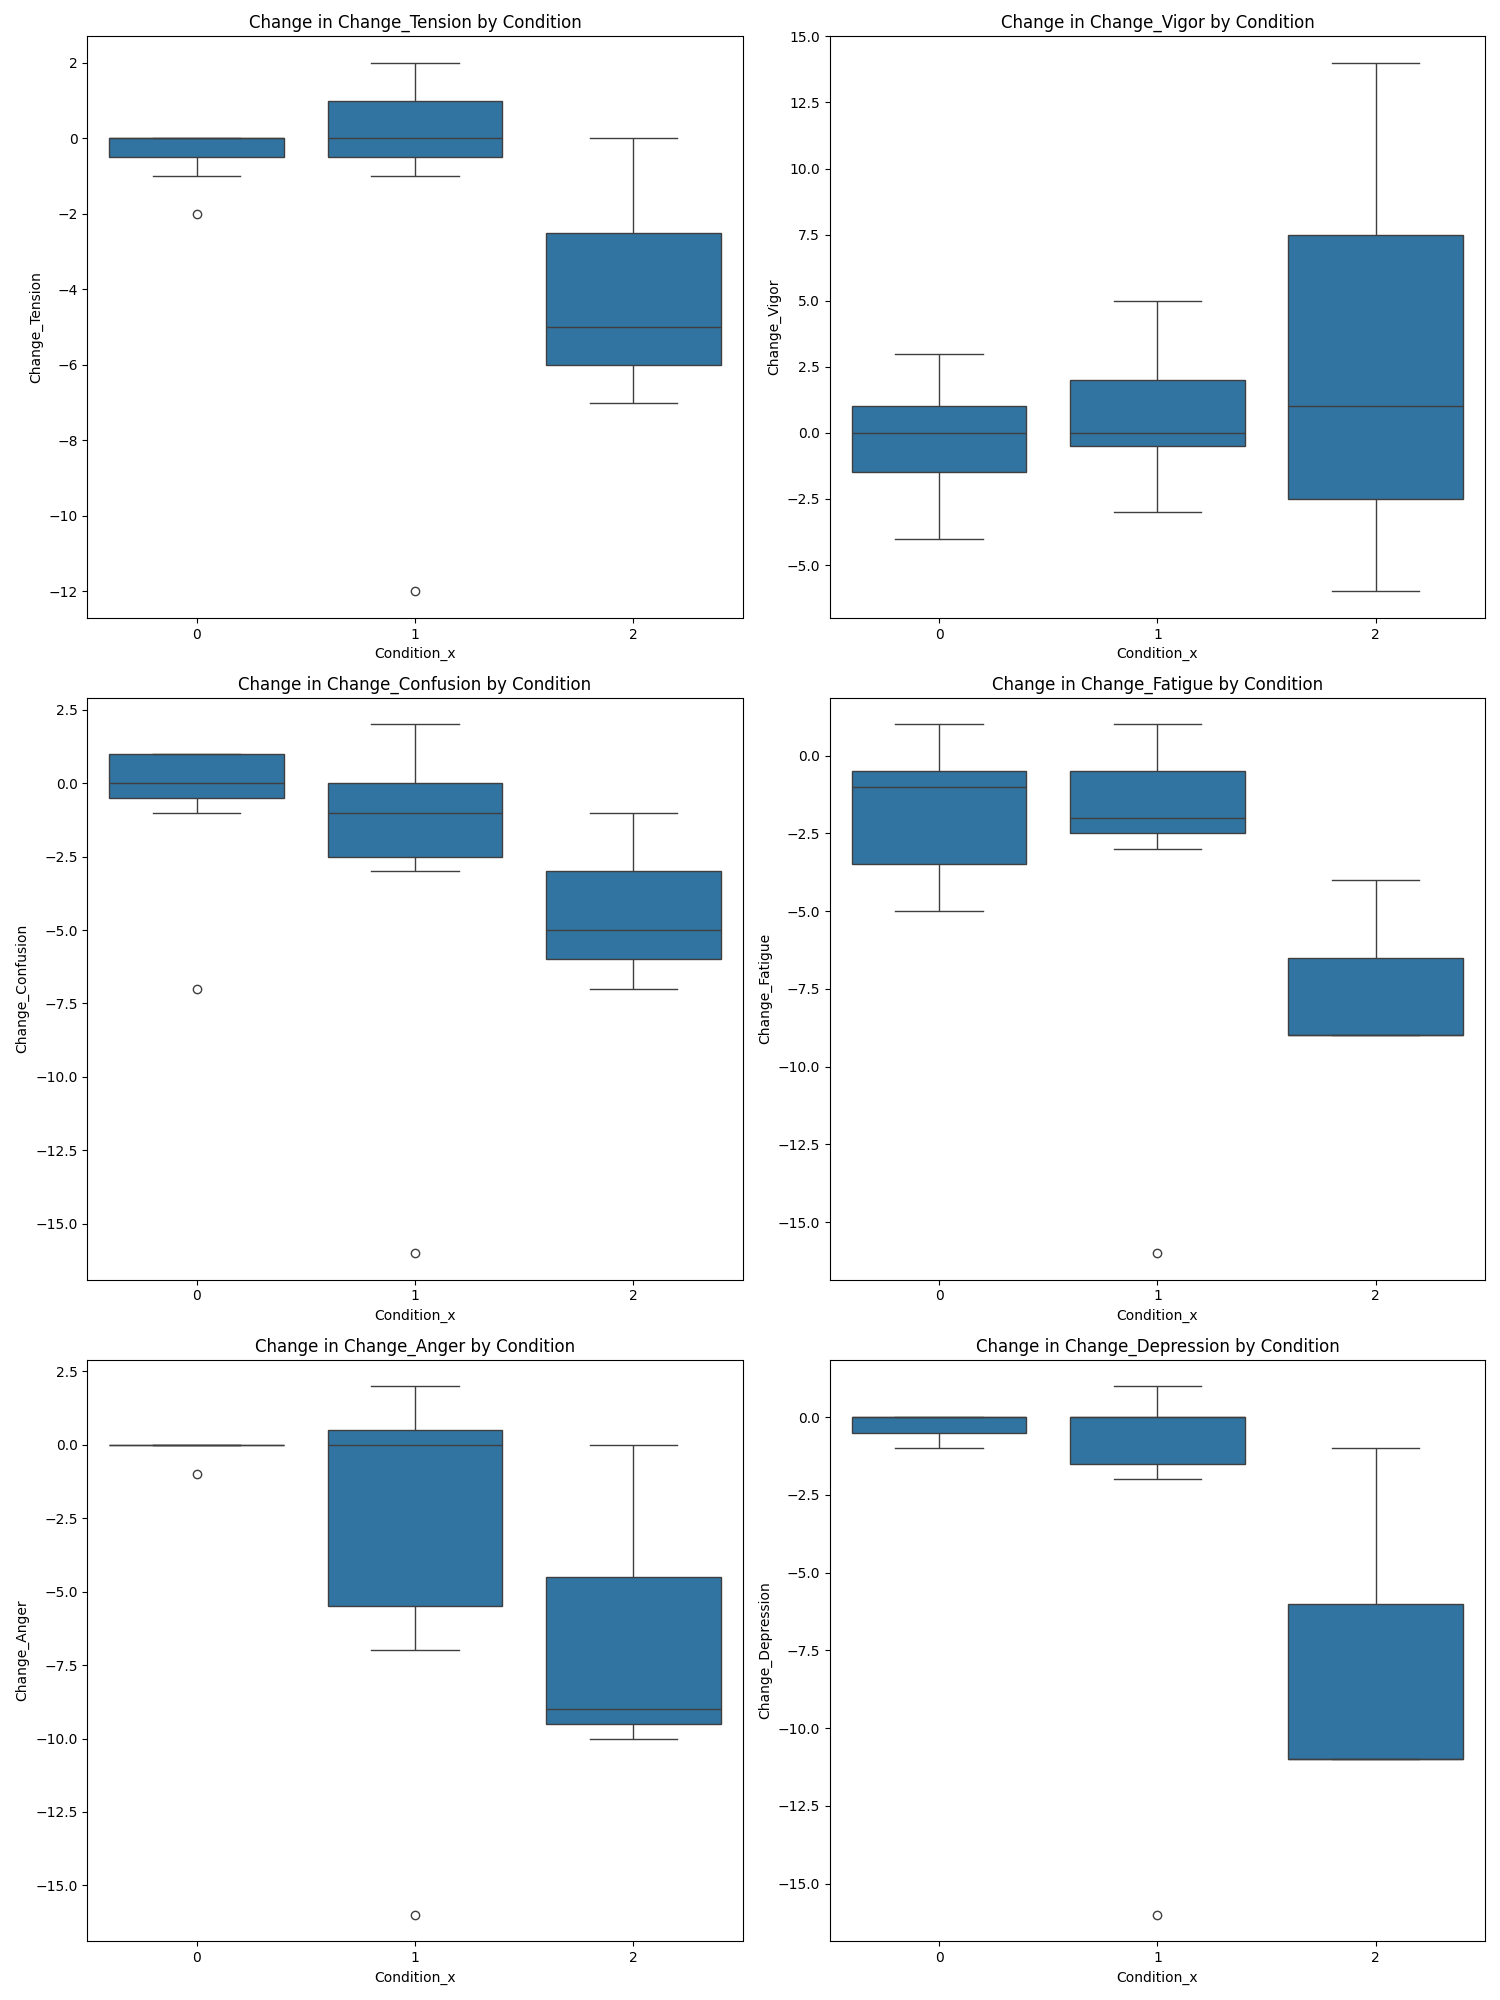 Change in Change_Tension by Condition
Change_Tension
2
0
−2
−4
−6
−8
−10
−12
0 1 2
Condition_x
Change in Change_Vigor by Condition
Change_Vigor
15.0
12.5
10.0
7.5
5.0
2.5
0.0
−2.5
−5.0
0 1 2
Condition_x
Change in Change_Confusion by Condition
Change_Confusion
2.5
0.0
−2.5
−5.0
−7.5
−10.0
−12.5
−15.0
0 1 2
Condition_x
Change in Change_Fatigue by Condition
Change_Fatigue
0.0
−2.5
−5.0
−7.5
−10.0
−12.5
−15.0
0 1 2
Condition_x
Change in Change_Anger by Condition
Change_Anger
2.5
0.0
−2.5
−5.0
−7.5
−10.0
−12.5
−15.0
0 1 2
Condition_x
Change in Change_Depression by Condition
Change_Depression
0.0
−2.5
−5.0
−7.5
−10.0
−12.5
−15.0
0 1 2
Condition_x